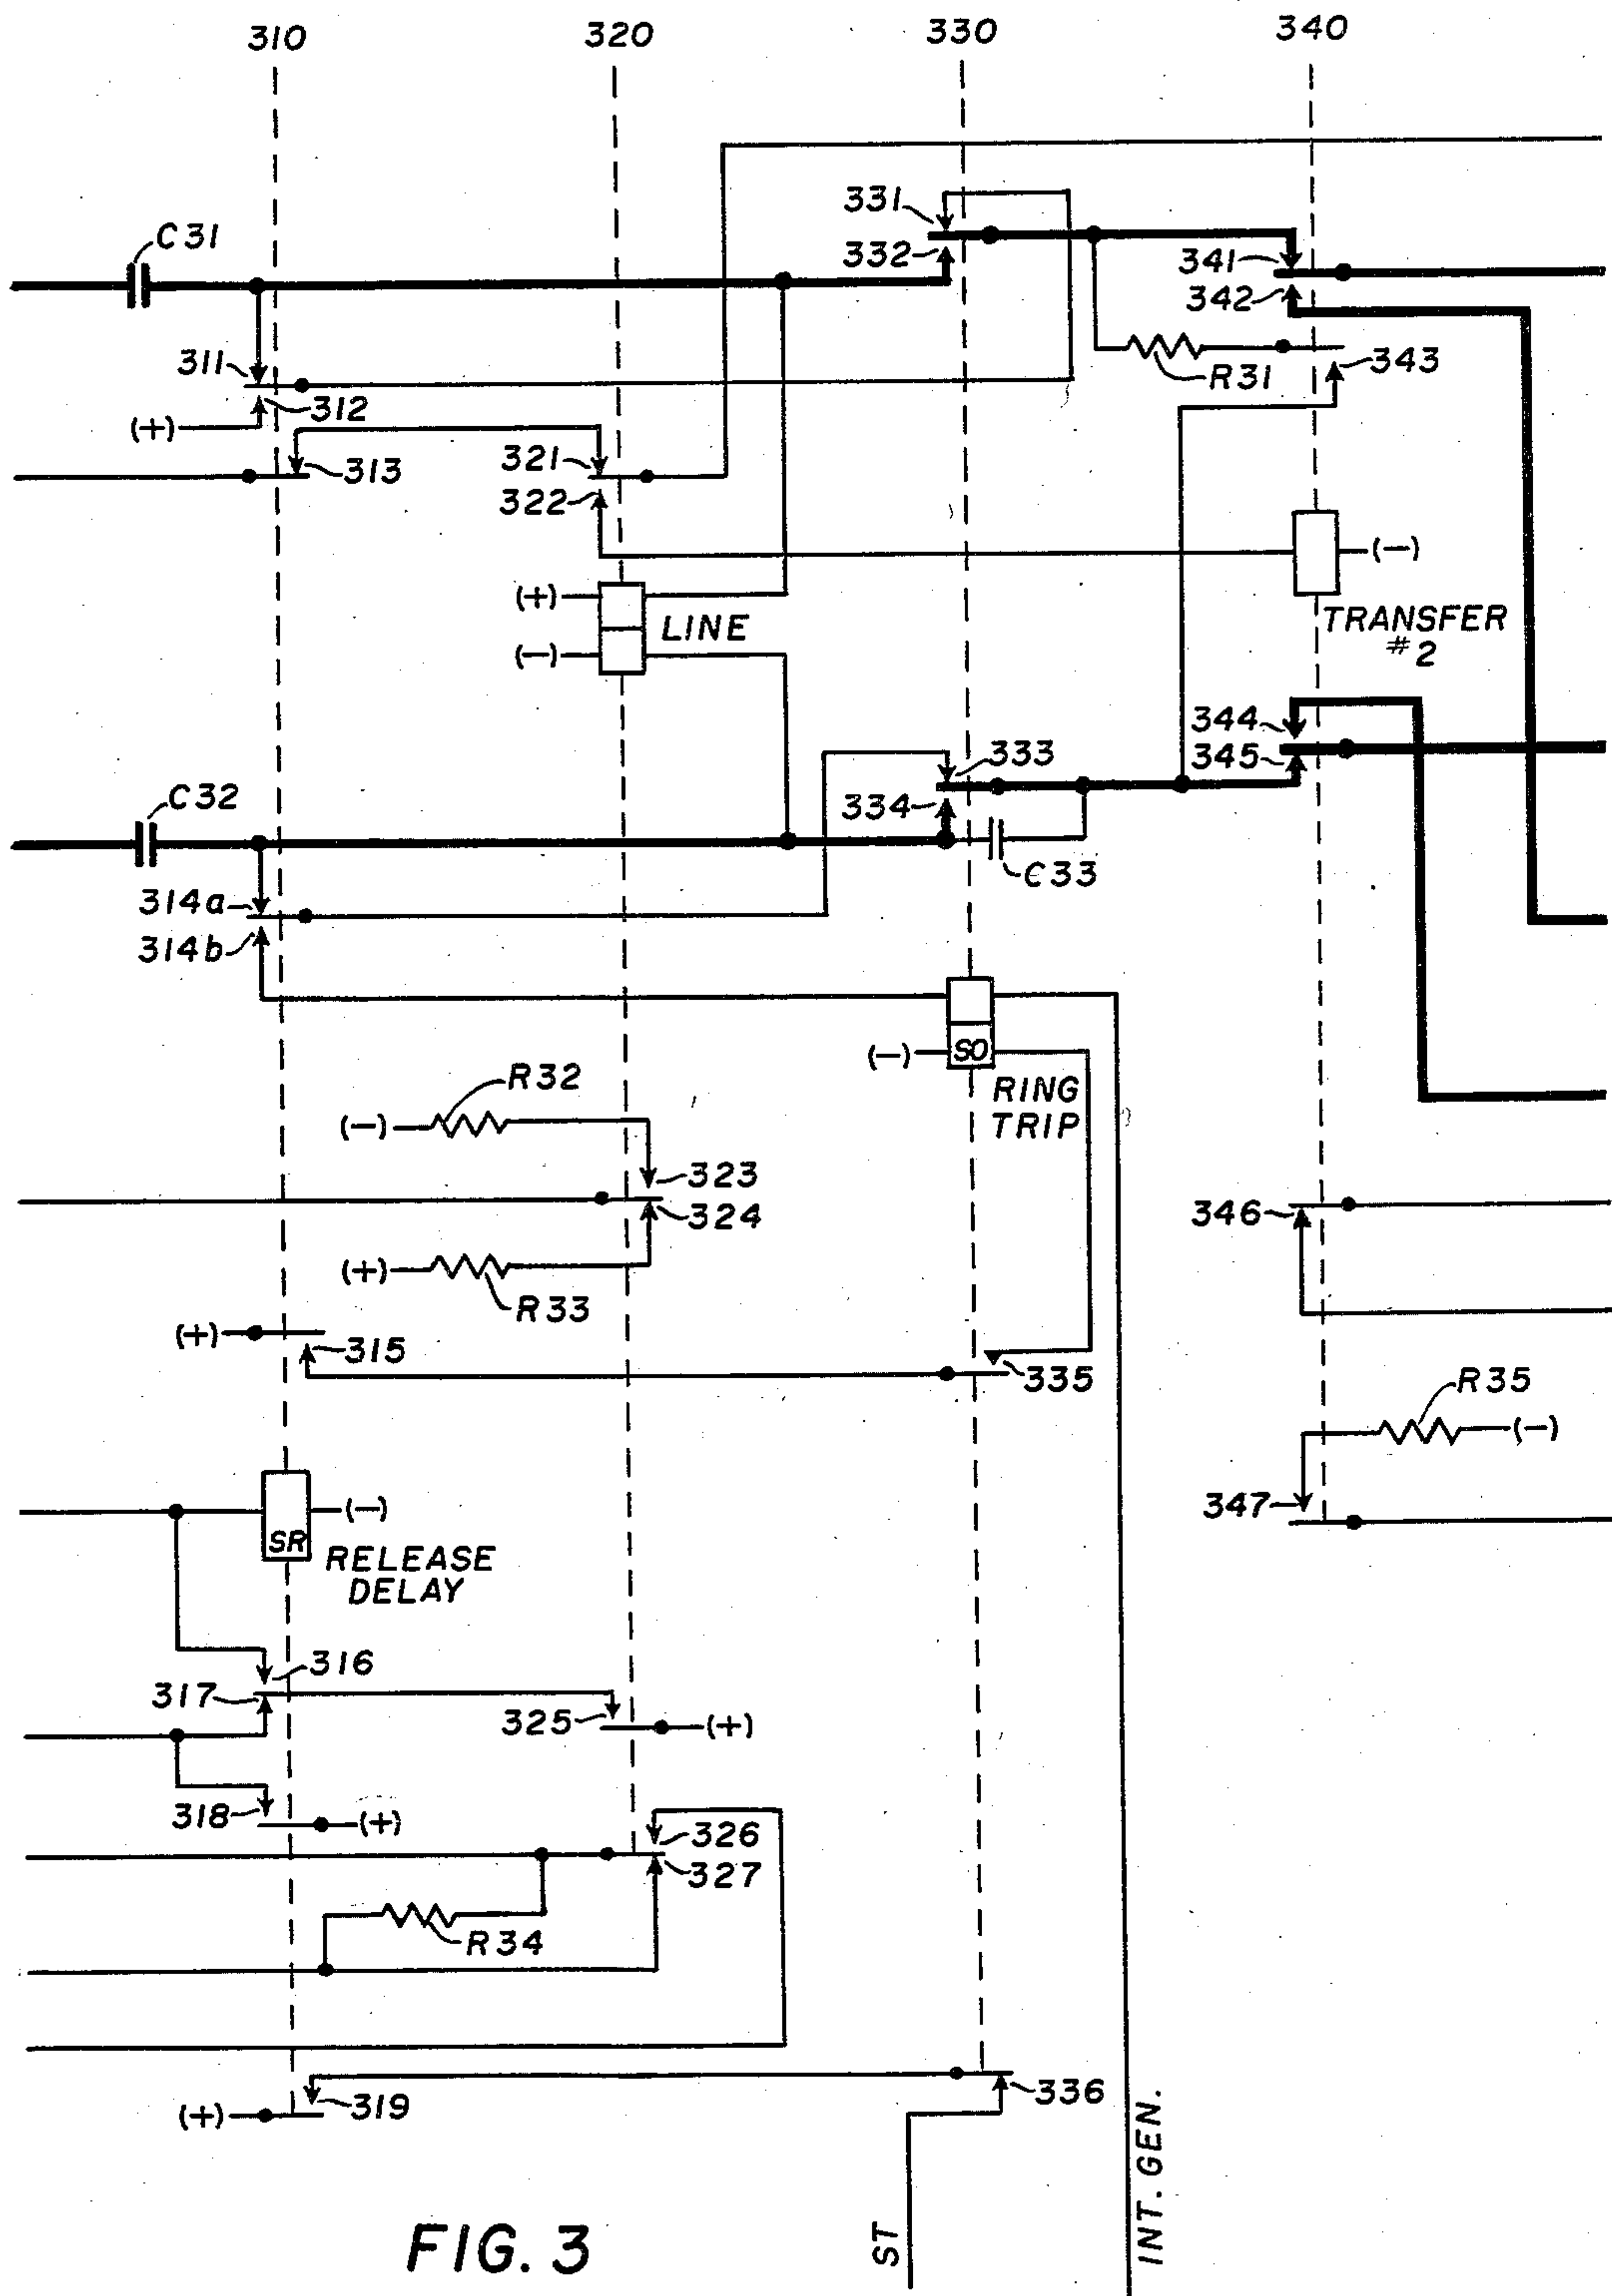 310 320 330 340
331
C31
332
341
342
311
312
(+)
R31
343
313
321
322
(-)
(+)
LINE
TRANSFER
#2
(-)
344
333
345
C32
334
C33
314a
314b
(-)
SO
RING
TRIP
R32
(-)
323
324
346
(+)
R33
(+)
315
335
R35
(-)
347
(-)
SR
RELEASE
DELAY
316
317
325
(+)
318
(+)
326
327
R34
336
(+)
319
ST
INT. GEN.
FIG. 3